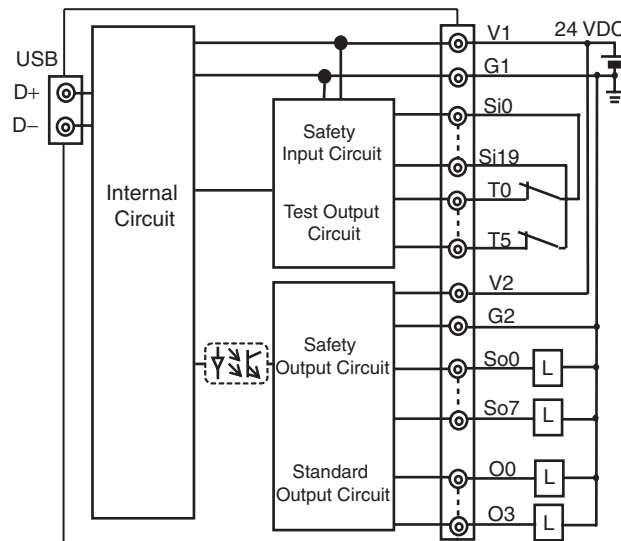 V1
24 VDC
USB
G1
D+
Si0
D−
Safety
Input Circuit
Si19
Internal
Circuit
T0
Test Output
Circuit
T5
V2
G2
Safety
Output Circuit
So0
L
So7
L
Standard
Output Circuit
O0
L
O3
L